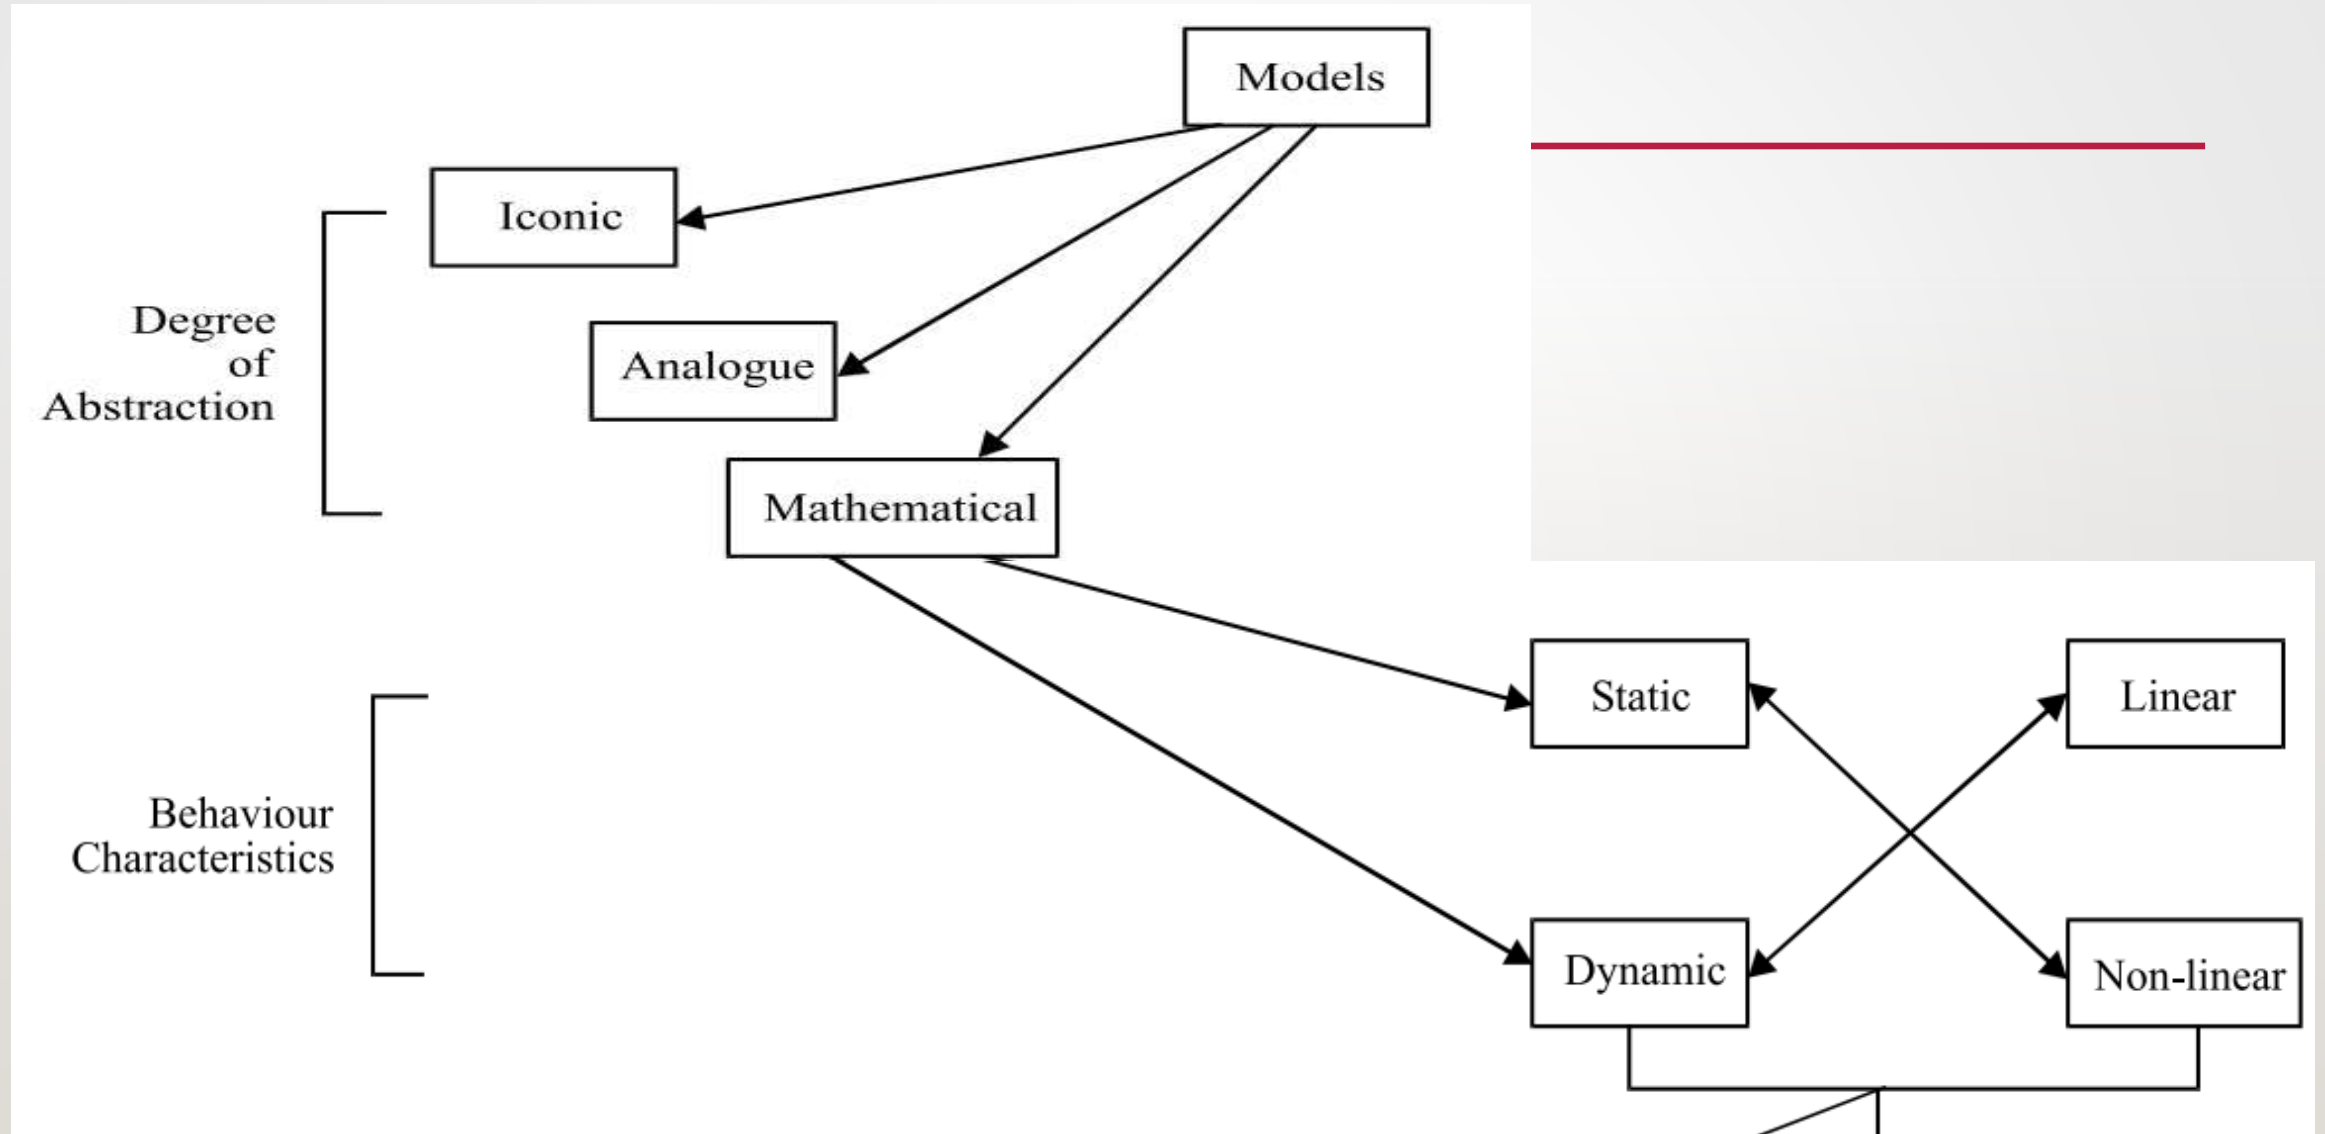 Models
Iconic
Degree
of
Abstraction
Analogue
Mathematical
Static
Linear
Behaviour
Characteristics
Dynamic
Non-linear